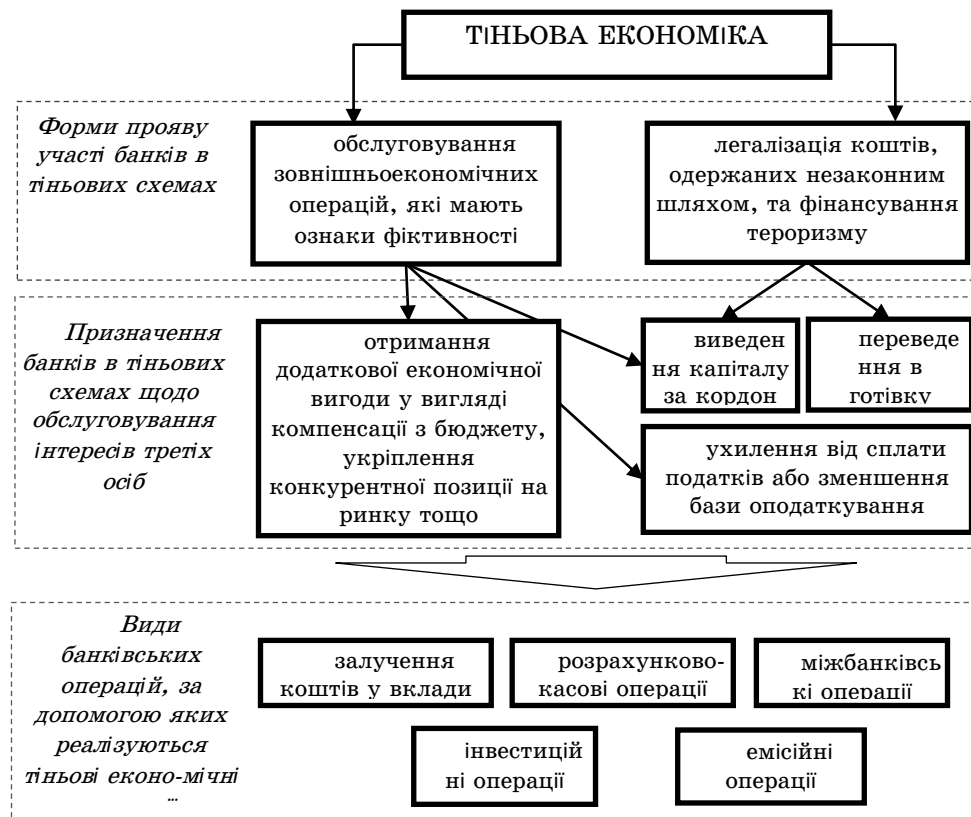 ТІНЬОВА ЕКОНОМІКА
Форми прояву
участі банків в
тіньових схемах
обслуговування
зовнішньоекономічних
операцій, які мають
ознаки фіктивності
легалізація коштів,
одержаних незаконним
шляхом, та фінансування
тероризму
Призначення
банків в тіньових
схемах щодо
обслуговування
інтересів третіх
осіб
отримання
додаткової економічної
вигоди у вигляді
компенсації з бюджету,
укріплення
конкурентної позиції на
ринку тощо
виведен
ня капіталу
за кордон
переведе
ння в
готівку
ухилення від сплати
податків або зменшення
бази оподаткування
Види
банківських
операцій, за
допомогою яких
реалізуються
тіньові еконо-мічні
...
залучення
коштів у вклади
розрахунково-
касові операції
міжбанківсь
кі операції
інвестицій
ні операції
емісійні
операції